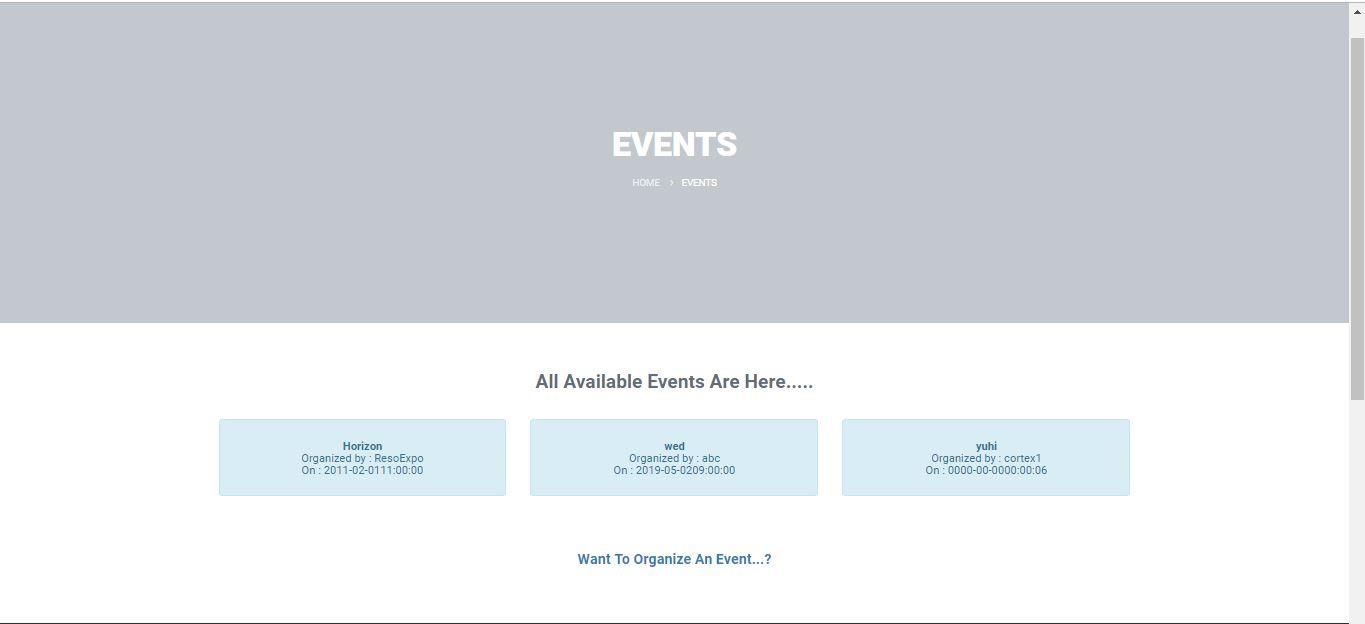 EVENTS
HOME > EVENTS
All Available Events Are Here.....
Horizon
Organized by : ResoExpo
On : 2011-02-0111:00:00
wed
Organized by : abc
On : 2019-05-0209:00:00
yuhi
Organized by : cortex1
On : 0000-00-0000:00:06
Want To Organize An Event...?